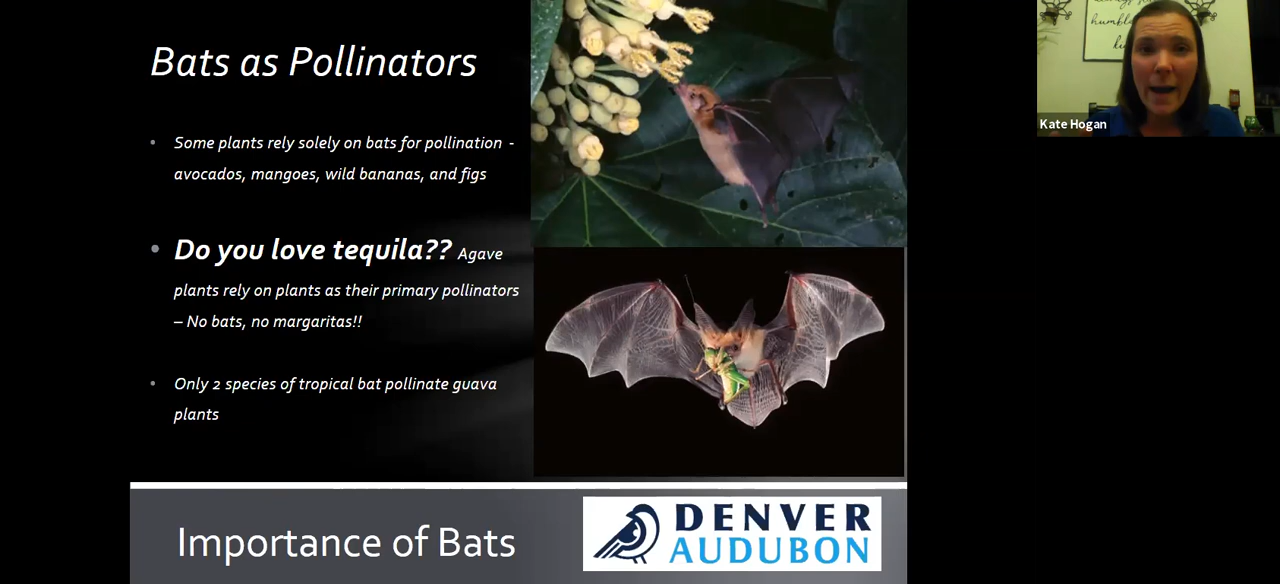 Bats as Pollinators
Some plants rely solely on bats for pollination -
avocados, mangoes, wild bananas, and figs
Do you love tequila?? Agave
plants rely on plants as their primary pollinators
– No bats, no margaritas!!
Only 2 species of tropical bat pollinate guava
plants
Importance of Bats
DENVER
AUDUBON
humble
Kate Hogan